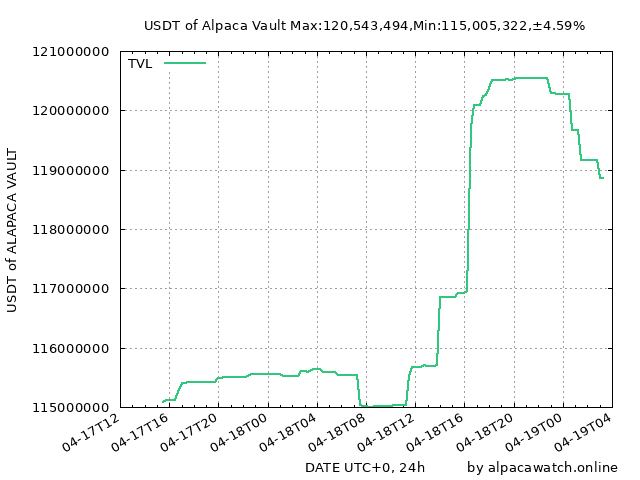 USDT of Alpaca Vault Max:120,543,494,Min:115,005,322,±4.59%
TVL
121000000
120000000
119000000
118000000
117000000
116000000
115000000
USDT of ALAPACA VAULT
04-17T12
04-17T16
04-17T20
04-18T00
04-18T04
04-18T08
04-18T12
04-18T16
04-18T20
04-19T00
04-19T04
DATE UTC+0, 24h
by alpacawatch.online